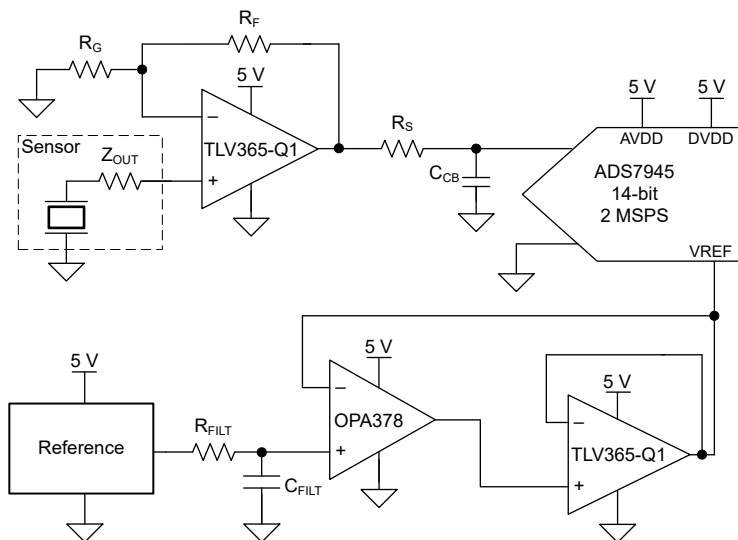 R_G
R_F
5 V
−
TLV365-Q1
+
Sensor
Z_OUT
R_S
C_CB
5 V
5 V
AVDD
DVDD
ADS7945
14-bit
2 MSPS
VREF
5 V
Reference
R_FILT
C_FILT
5 V
−
OPA378
+
5 V
−
TLV365-Q1
+